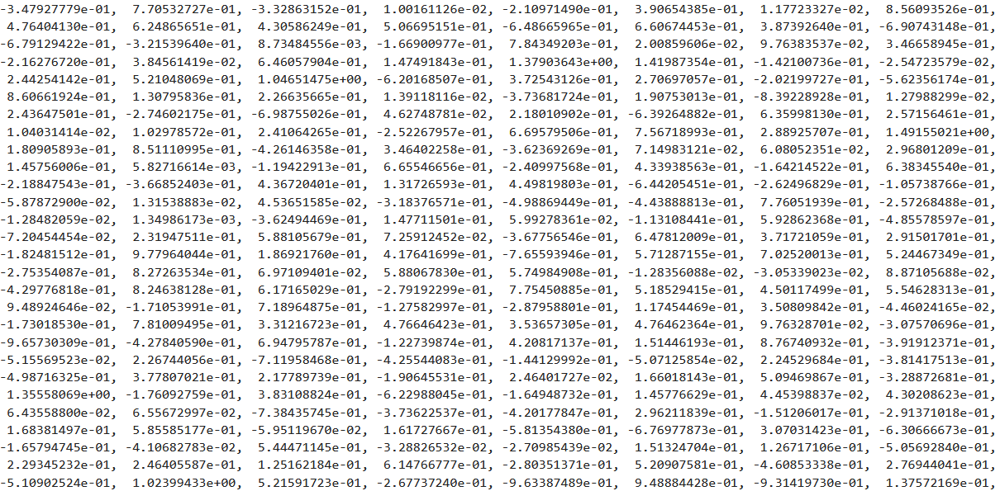 -3.47927779e-01, 7.70532727e-01, -3.32863152e-01, 1.00161126e-02, -2.10971490e-01, 3.90654385e-01, 1.17723327e-02, 8.56093526e-01,
4.76404130e-01, 6.24865651e-01, 4.30586249e-01, 5.06695151e-01, -6.48665965e-01, 6.60674453e-01, 3.87392640e-01, -6.90743148e-01,
-6.79129422e-01, -3.21539640e-01, 8.73484556e-03, -1.66900977e-01, 7.84349203e-01, 2.00859606e-02, 9.76383537e-02, 3.46658945e-01,
-2.16276720e-01, 3.84561419e-02, 6.46057904e-01, 1.47491843e-01, 1.37903643e+00, 1.41987354e-01, -1.42100736e-01, -2.54723579e-02,
2.44254142e-01, 5.21048069e-01, 1.04651475e+00, -6.20168507e-01, 3.72543126e-01, 2.70697057e-01, -2.02199727e-01, -5.62356174e-01,
8.60661924e-01, 1.30795836e-01, 2.26635665e-01, 1.39118116e-02, -3.73681724e-01, 1.90753013e-01, -8.39228928e-01, 1.27988299e-02,
2.43647501e-01, -2.74602175e-01, -6.98755026e-01, 4.62748781e-02, 2.18010902e-01, -6.39264882e-01, 6.35998130e-01, 2.57156461e-01,
1.04031414e-02, 1.02978572e-01, 2.41064265e-01, -2.52267957e-01, 6.69579506e-01, 7.56718993e-01, 2.88925707e-01, 1.49155021e+00,
1.80905893e-01, 8.51110995e-01, -4.26146358e-01, 3.46402258e-01, -3.62369269e-01, 7.14983121e-02, 6.08052351e-02, 2.96801209e-01,
1.45756006e-01, 5.82716614e-03, -1.19422913e-01, 6.65546656e-01, -2.40997568e-01, 4.33938563e-01, -1.64214522e-01, 6.38345540e-01,
-2.18847543e-01, -3.66852403e-01, 4.36720401e-01, 1.31726593e-01, 4.49819803e-01, -6.44205451e-01, -2.62496829e-01, -1.05738766e-01,
-5.87872900e-02, 1.31538883e-02, 4.53651585e-02, -3.18376571e-01, -4.98869449e-01, -4.43888813e-01, 7.76051939e-01, -2.57268488e-01,
-1.28482059e-02, 1.34986173e-03, -3.62494469e-01, 1.47711501e-01, 5.99278361e-02, -1.13108441e-01, 5.92862368e-01, -4.85578597e-01,
-7.20454454e-02, 2.31947511e-01, 5.88105679e-01, 7.25912452e-02, -3.67756546e-01, 6.47812009e-01, 3.71721059e-01, 2.91501701e-01,
-1.82481512e-01, 9.77964044e-01, 1.86921760e-01, 4.17641699e-01, -7.65593946e-01, 5.71287155e-01, 7.02520013e-01, 5.24467349e-01,
-2.75354087e-01, 8.27263534e-01, 6.97109401e-02, 5.88067830e-01, 5.74984908e-01, -1.28356088e-02, -3.05339023e-02, 8.87105688e-02,
-4.29776818e-01, 8.24638128e-01, 6.17165029e-01, -2.79192299e-01, 7.75450885e-01, 5.18529415e-01, 4.50117499e-01, 5.54628313e-01,
9.48924646e-02, -1.71053991e-01, 7.18964875e-01, -1.27582997e-01, -2.87958801e-01, 1.17454469e-01, 3.50809842e-01, -4.46024165e-02,
-1.73018530e-01, 7.81009495e-01, 3.31216723e-01, 4.76646423e-01, 3.53657305e-01, 4.76462364e-01, 9.76328701e-02, -3.07570696e-01,
-9.65730309e-01, -4.27840590e-01, 6.94795787e-01, -1.22739874e-01, 4.20817137e-01, 1.51446193e-01, 8.76740932e-01, -3.91912371e-01,
-5.15569523e-02, 2.26744056e-01, -7.11958468e-01, -4.25544083e-01, -1.44129992e-01, -5.07125854e-02, 2.24529684e-01, -3.81417513e-01,
-4.98716325e-01, 3.77807021e-01, 2.17789739e-01, -1.90645531e-01, 2.46401727e-02, 1.66018143e-01, 5.09469867e-01, -3.28872681e-01,
1.35558069e+00, -1.76092759e-01, 3.83108824e-01, -6.22988045e-01, -1.64948732e-01, 1.45776629e-01, 4.45398837e-02, 4.30208623e-01,
6.43558800e-02, 6.55672997e-02, -7.38435745e-01, -3.73622537e-01, -4.20177847e-01, 2.96211839e-01, -1.51206017e-01, -2.91371018e-01,
1.68381497e-01, 5.85585177e-01, -5.95119670e-02, 1.61727667e-01, -5.81354380e-01, -6.76977873e-01, 3.07031423e-01, -6.30666673e-01,
-1.65794745e-01, -4.10682783e-02, 5.44471145e-01, -3.28826532e-02, -2.70985439e-02, 1.51324704e-01, 1.26717106e-01, -5.05692840e-01,
2.29345232e-01, 2.46405587e-01, 1.25162184e-01, 6.14766777e-01, -2.80351371e-01, 5.20907581e-01, -4.60853338e-01, 2.76944041e-01,
-5.10902524e-01, 1.02399433e+00, 5.21591723e-01, -2.67737240e-01, -9.63387489e-01, 9.48884428e-01, -9.31419730e-01, 1.37572169e-01,